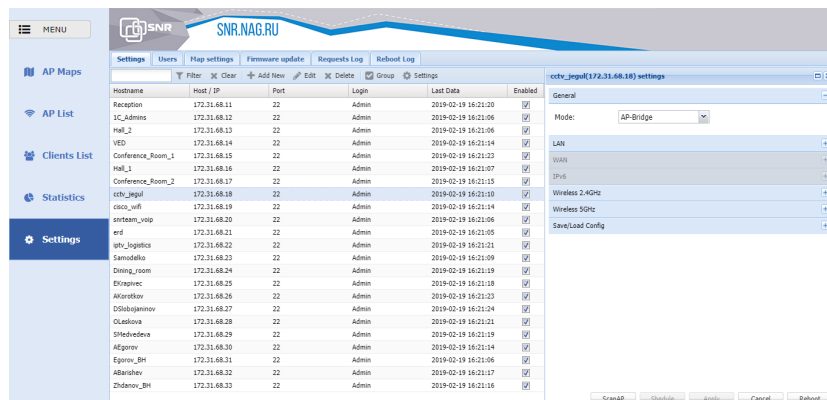 MENU
SNR
SNR.NAG.RU
Settings Users Map settings Firmware update Requests Log Reboot Log
Filter Clear Add New Edit Delete Group Settings
Hostname Host / IP Port Login Last Data Enabled
Reception 172.31.68.11 22 Admin 2019-02-19 16:21:20
1C_Admins 172.31.68.12 22 Admin 2019-02-19 16:21:06
Hall_2 172.31.68.13 22 Admin 2019-02-19 16:21:06
VED 172.31.68.14 22 Admin 2019-02-19 16:21:14
Conference_Room_1 172.31.68.15 22 Admin 2019-02-19 16:21:23
Hall_1 172.31.68.16 22 Admin 2019-02-19 16:21:07
Conference_Room_2 172.31.68.17 22 Admin 2019-02-19 16:21:15
cctv_jegul 172.31.68.18 22 Admin 2019-02-19 16:21:10
cisco_wifi 172.31.68.19 22 Admin 2019-02-19 16:21:14
snrteam_voip 172.31.68.20 22 Admin 2019-02-19 16:21:06
erd 172.31.68.21 22 Admin 2019-02-19 16:21:05
iptv_logistics 172.31.68.22 22 Admin 2019-02-19 16:21:21
Samodelko 172.31.68.23 22 Admin 2019-02-19 16:21:09
Dining_room 172.31.68.24 22 Admin 2019-02-19 16:21:19
EKrapivec 172.31.68.25 22 Admin 2019-02-19 16:21:18
AKorotkov 172.31.68.26 22 Admin 2019-02-19 16:21:23
DSlobojaninov 172.31.68.27 22 Admin 2019-02-19 16:21:24
OLeskova 172.31.68.28 22 Admin 2019-02-19 16:21:21
SMedvedeva 172.31.68.29 22 Admin 2019-02-19 16:21:19
AEgorov 172.31.68.30 22 Admin 2019-02-19 16:21:14
Egorov_BH 172.31.68.31 22 Admin 2019-02-19 16:21:06
ABarishev 172.31.68.32 22 Admin 2019-02-19 16:21:17
Zhdanov_BH 172.31.68.33 22 Admin 2019-02-19 16:21:16
AP Maps
AP List
Clients List
Statistics
Settings
cctv_jegul(172.31.68.18) settings
General
Mode: AP-Bridge
LAN
WAN
IPv6
Wireless 2.4GHz
Wireless 5GHz
Save/Load Config
ScanAP Shedule Apply Cancel Reboot